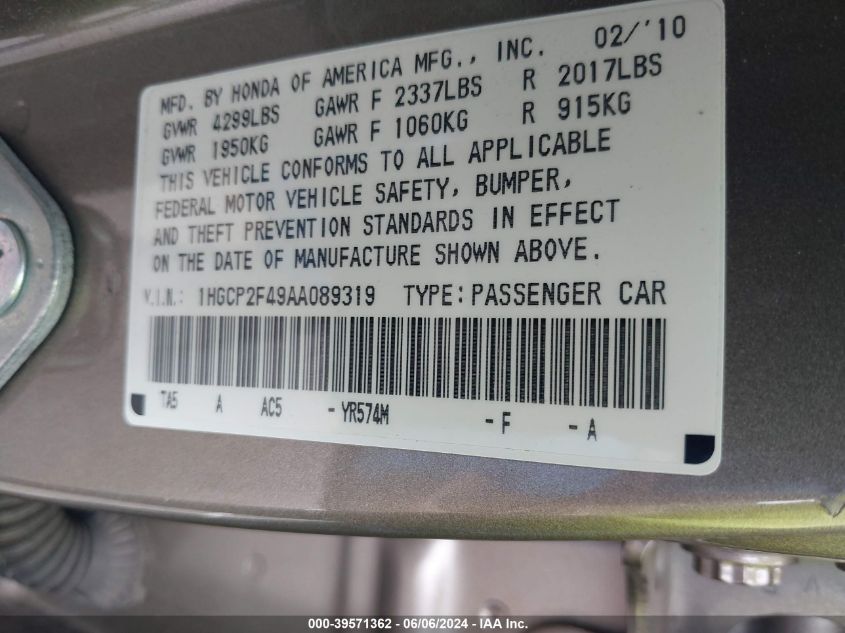 MFD. BY HONDA OF AMERICA MFG., INC. 02/'10
GVWR 4299LBS GAWR F 2337LBS R 2017LBS
GVWR 1950KG GAWR F 1060KG R 915KG
THIS VEHICLE CONFORMS TO ALL APPLICABLE
FEDERAL MOTOR VEHICLE SAFETY, BUMPER,
AND THEFT PREVENTION STANDARDS IN EFFECT
ON THE DATE OF MANUFACTURE SHOWN ABOVE.
V.I.N.: 1HGCP2F49AA089319 TYPE: PASSENGER CAR
TA5 A AC5 - YR574M - F - A
000-39571362 - 06/06/2024 - IAA Inc.